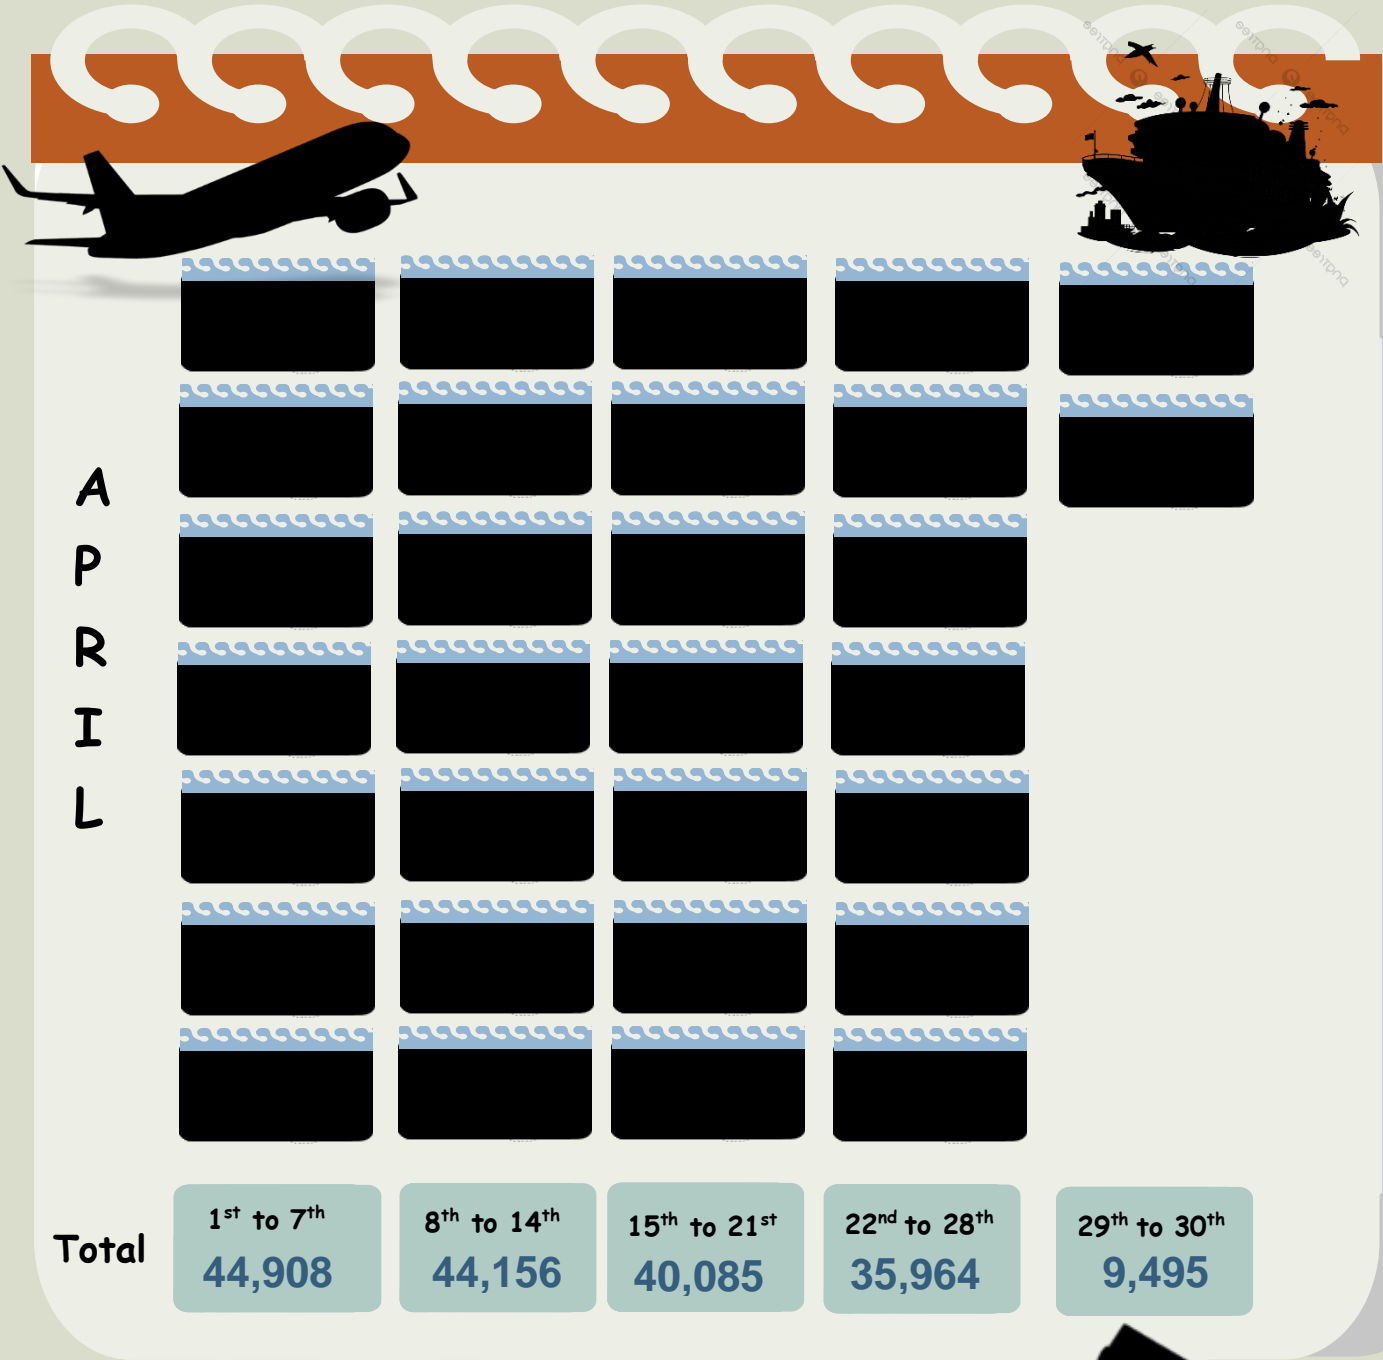 A
P
R
I
L
Total
1st to 7th
44,908
8th to 14th
44,156
15th to 21st
40,085
22nd to 28th
35,964
29th to 30th
9,495